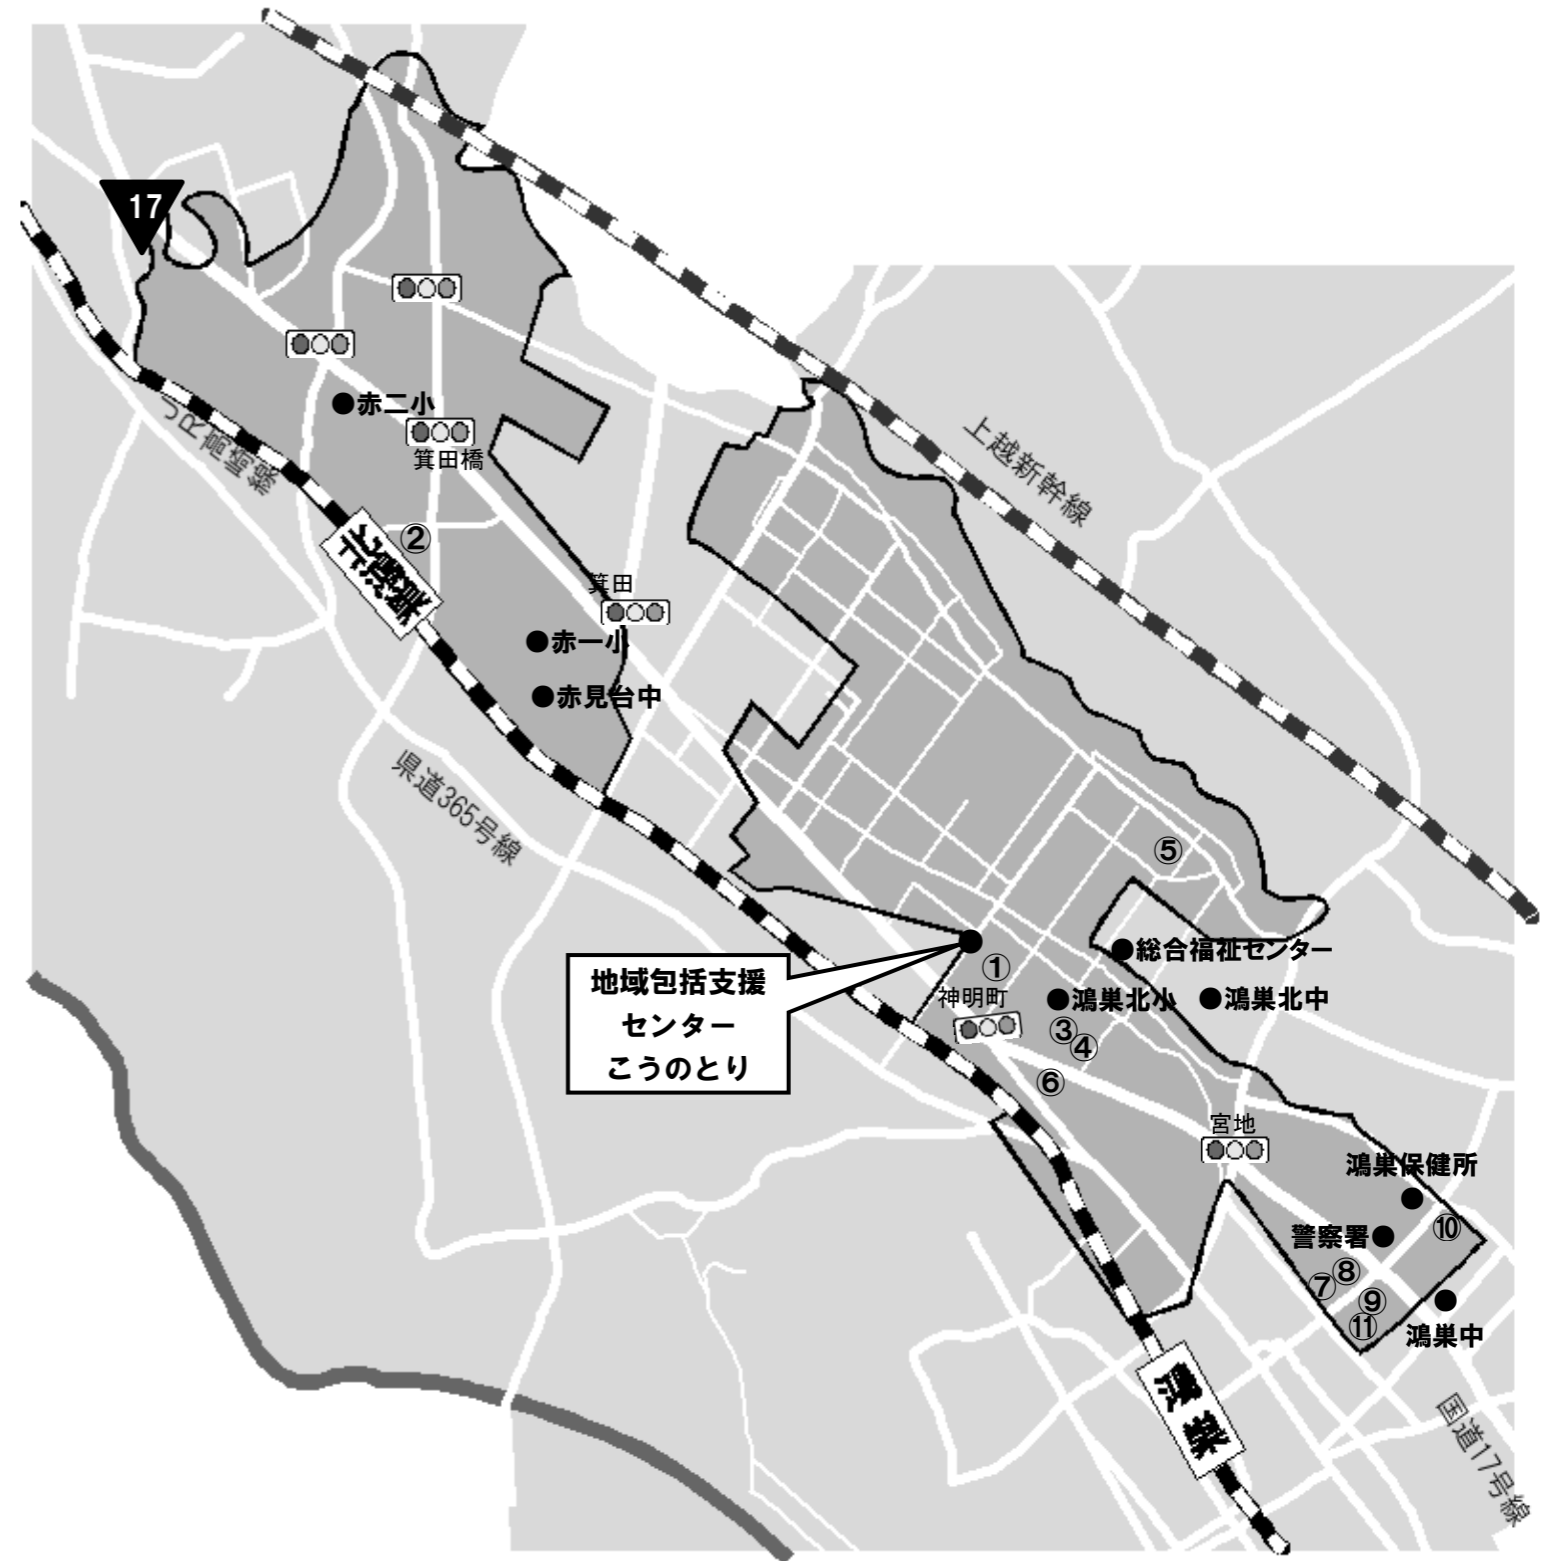 17
●赤二小
箕田橋
JR高崎線
上越新幹線
②
北鴻巣
箕田
●赤一小
●赤見台中
県道365号線
⑤
●総合福祉センター
地域包括支援
センター
こうのとり
①
神明町
●鴻巣北小
●鴻巣北中
③
④
⑥
宮地
鴻巣保健所
⑩
警察署●
⑧
⑦
⑨
⑪
鴻巣中
鴻巣
国道17号線